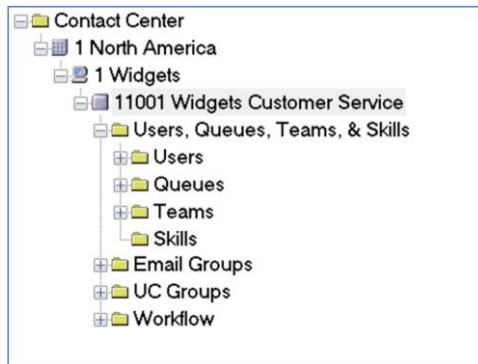 Contact Center
1 North America
1 Widgets
11001 Widgets Customer Service
Users, Queues, Teams, & Skills
Users
Queues
Teams
Skills
Email Groups
UC Groups
Workflow